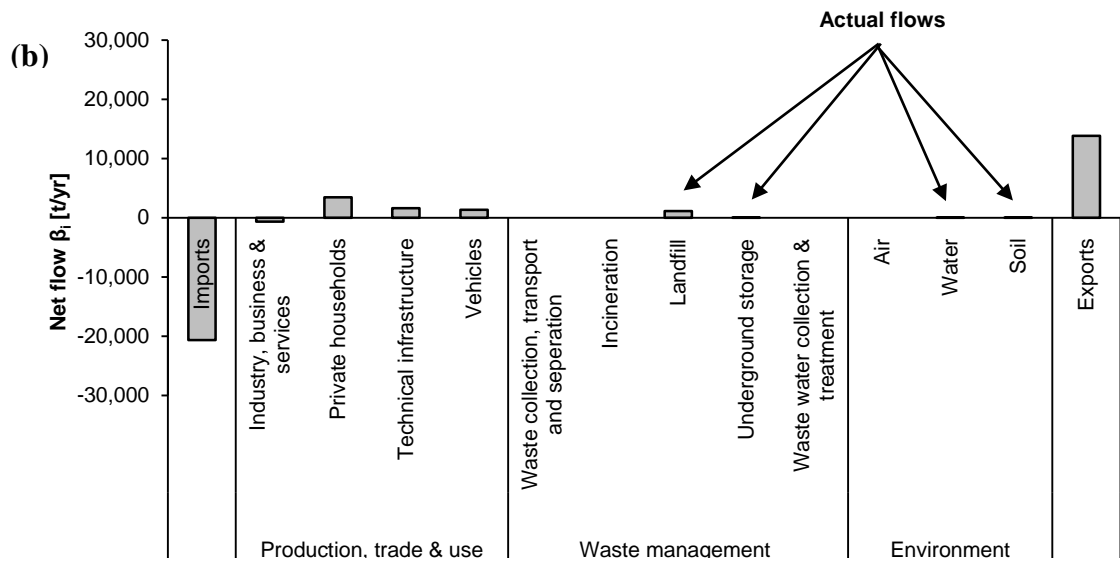 Actual flows
(b)
Net flow βi [t/yr]
30,000
20,000
10,000
0
-10,000
-20,000
-30,000
Imports
Industry, business &
services
Private households
Technical infrastructure
Vehicles
Waste collection, transport
and seperation
Incineration
Landfill
Underground storage
Waste water collection &
treatment
Air
Water
Soil
Exports
Production, trade & use
Waste management
Environment